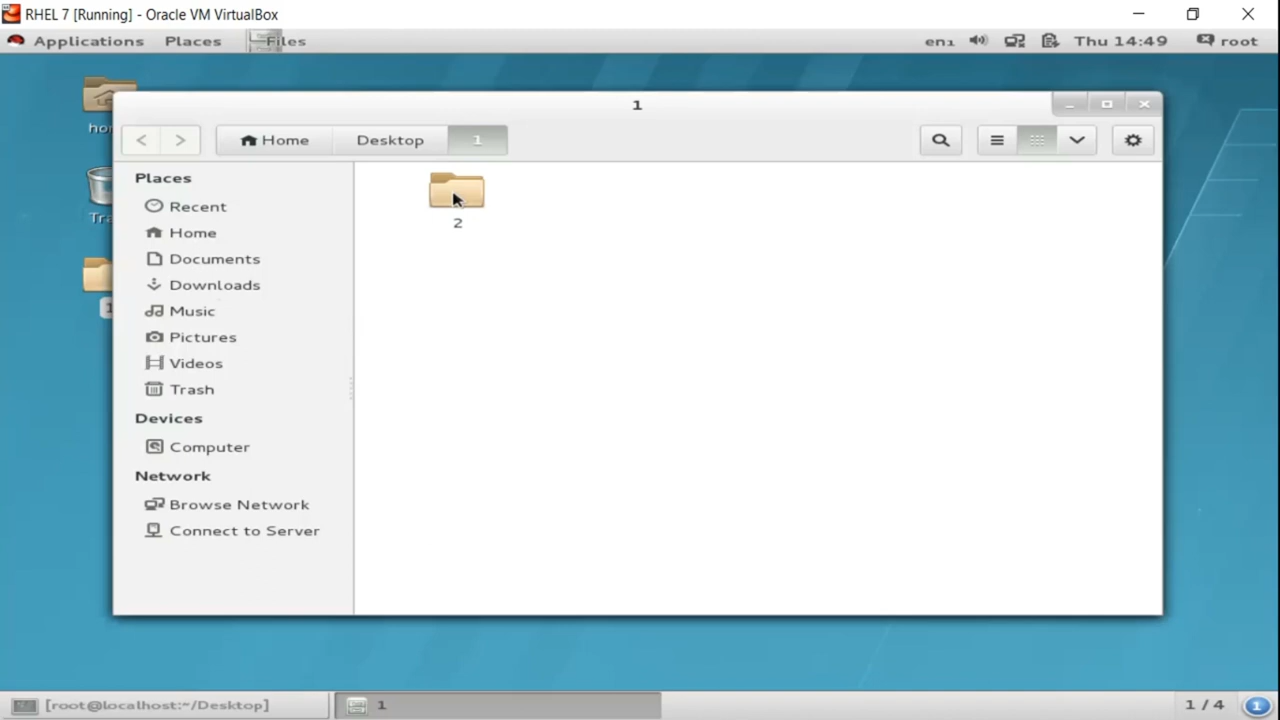 RHEL 7 [Running] - Oracle VM VirtualBox
Applications Places Files en1 Thu 14:49 root
1
Home Desktop 1
Places
Recent
Home
Documents
Downloads
Music
Pictures
Videos
Trash
Devices
Computer
Network
Browse Network
Connect to Server
2
[root@localhost:~/Desktop] 1 1 / 4 1